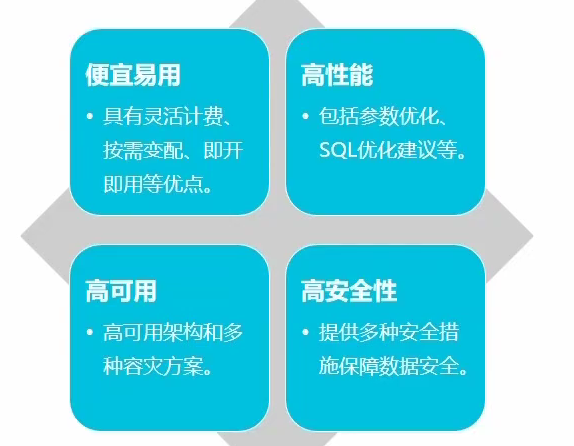 便宜易用
• 具有灵活计费、
按需变配、即开
即用等优点。
高性能
• 包括参数优化、
SQL优化建议等。
高可用
• 高可用架构和多
种容灾方案。
高安全性
• 提供多种安全措
施保障数据安全。